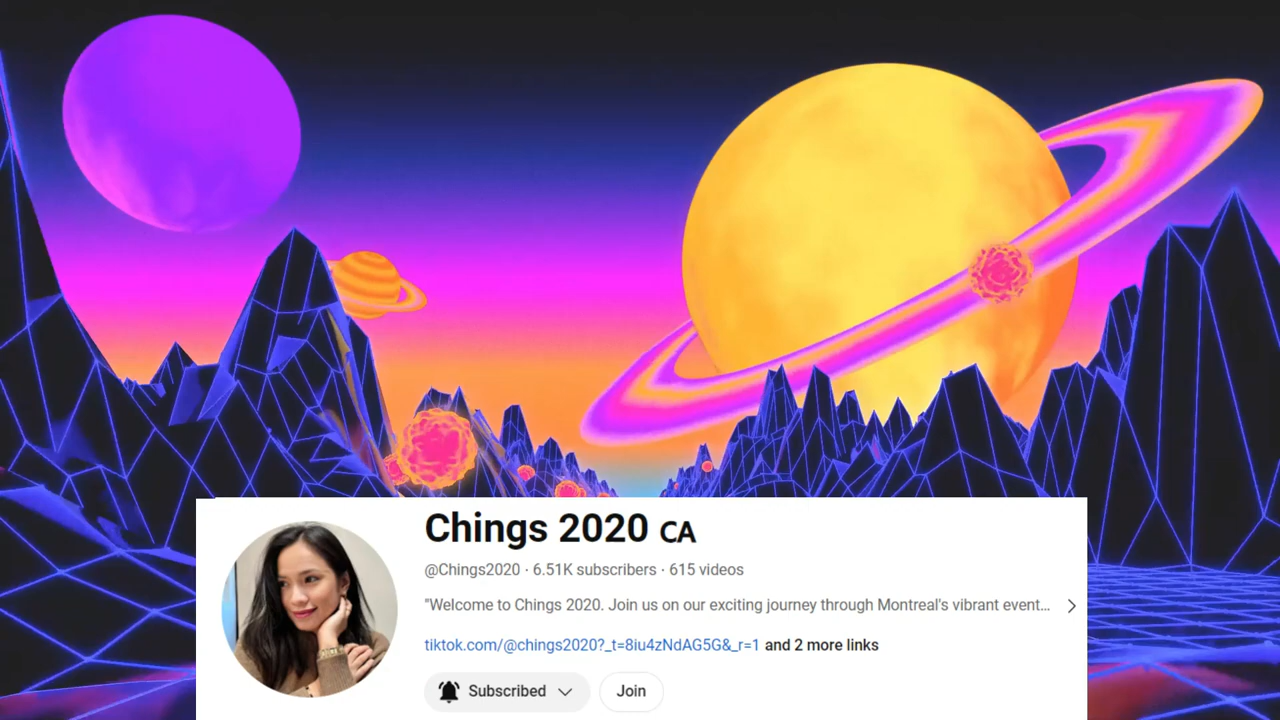 Chings 2020 CA
@Chings2020 · 6.51K subscribers · 615 videos
"Welcome to Chings 2020. Join us on our exciting journey through Montreal's vibrant event...
tiktok.com/@chings2020?_t=8iu4zNdAG5G&_r=1 and 2 more links
Subscribed Join